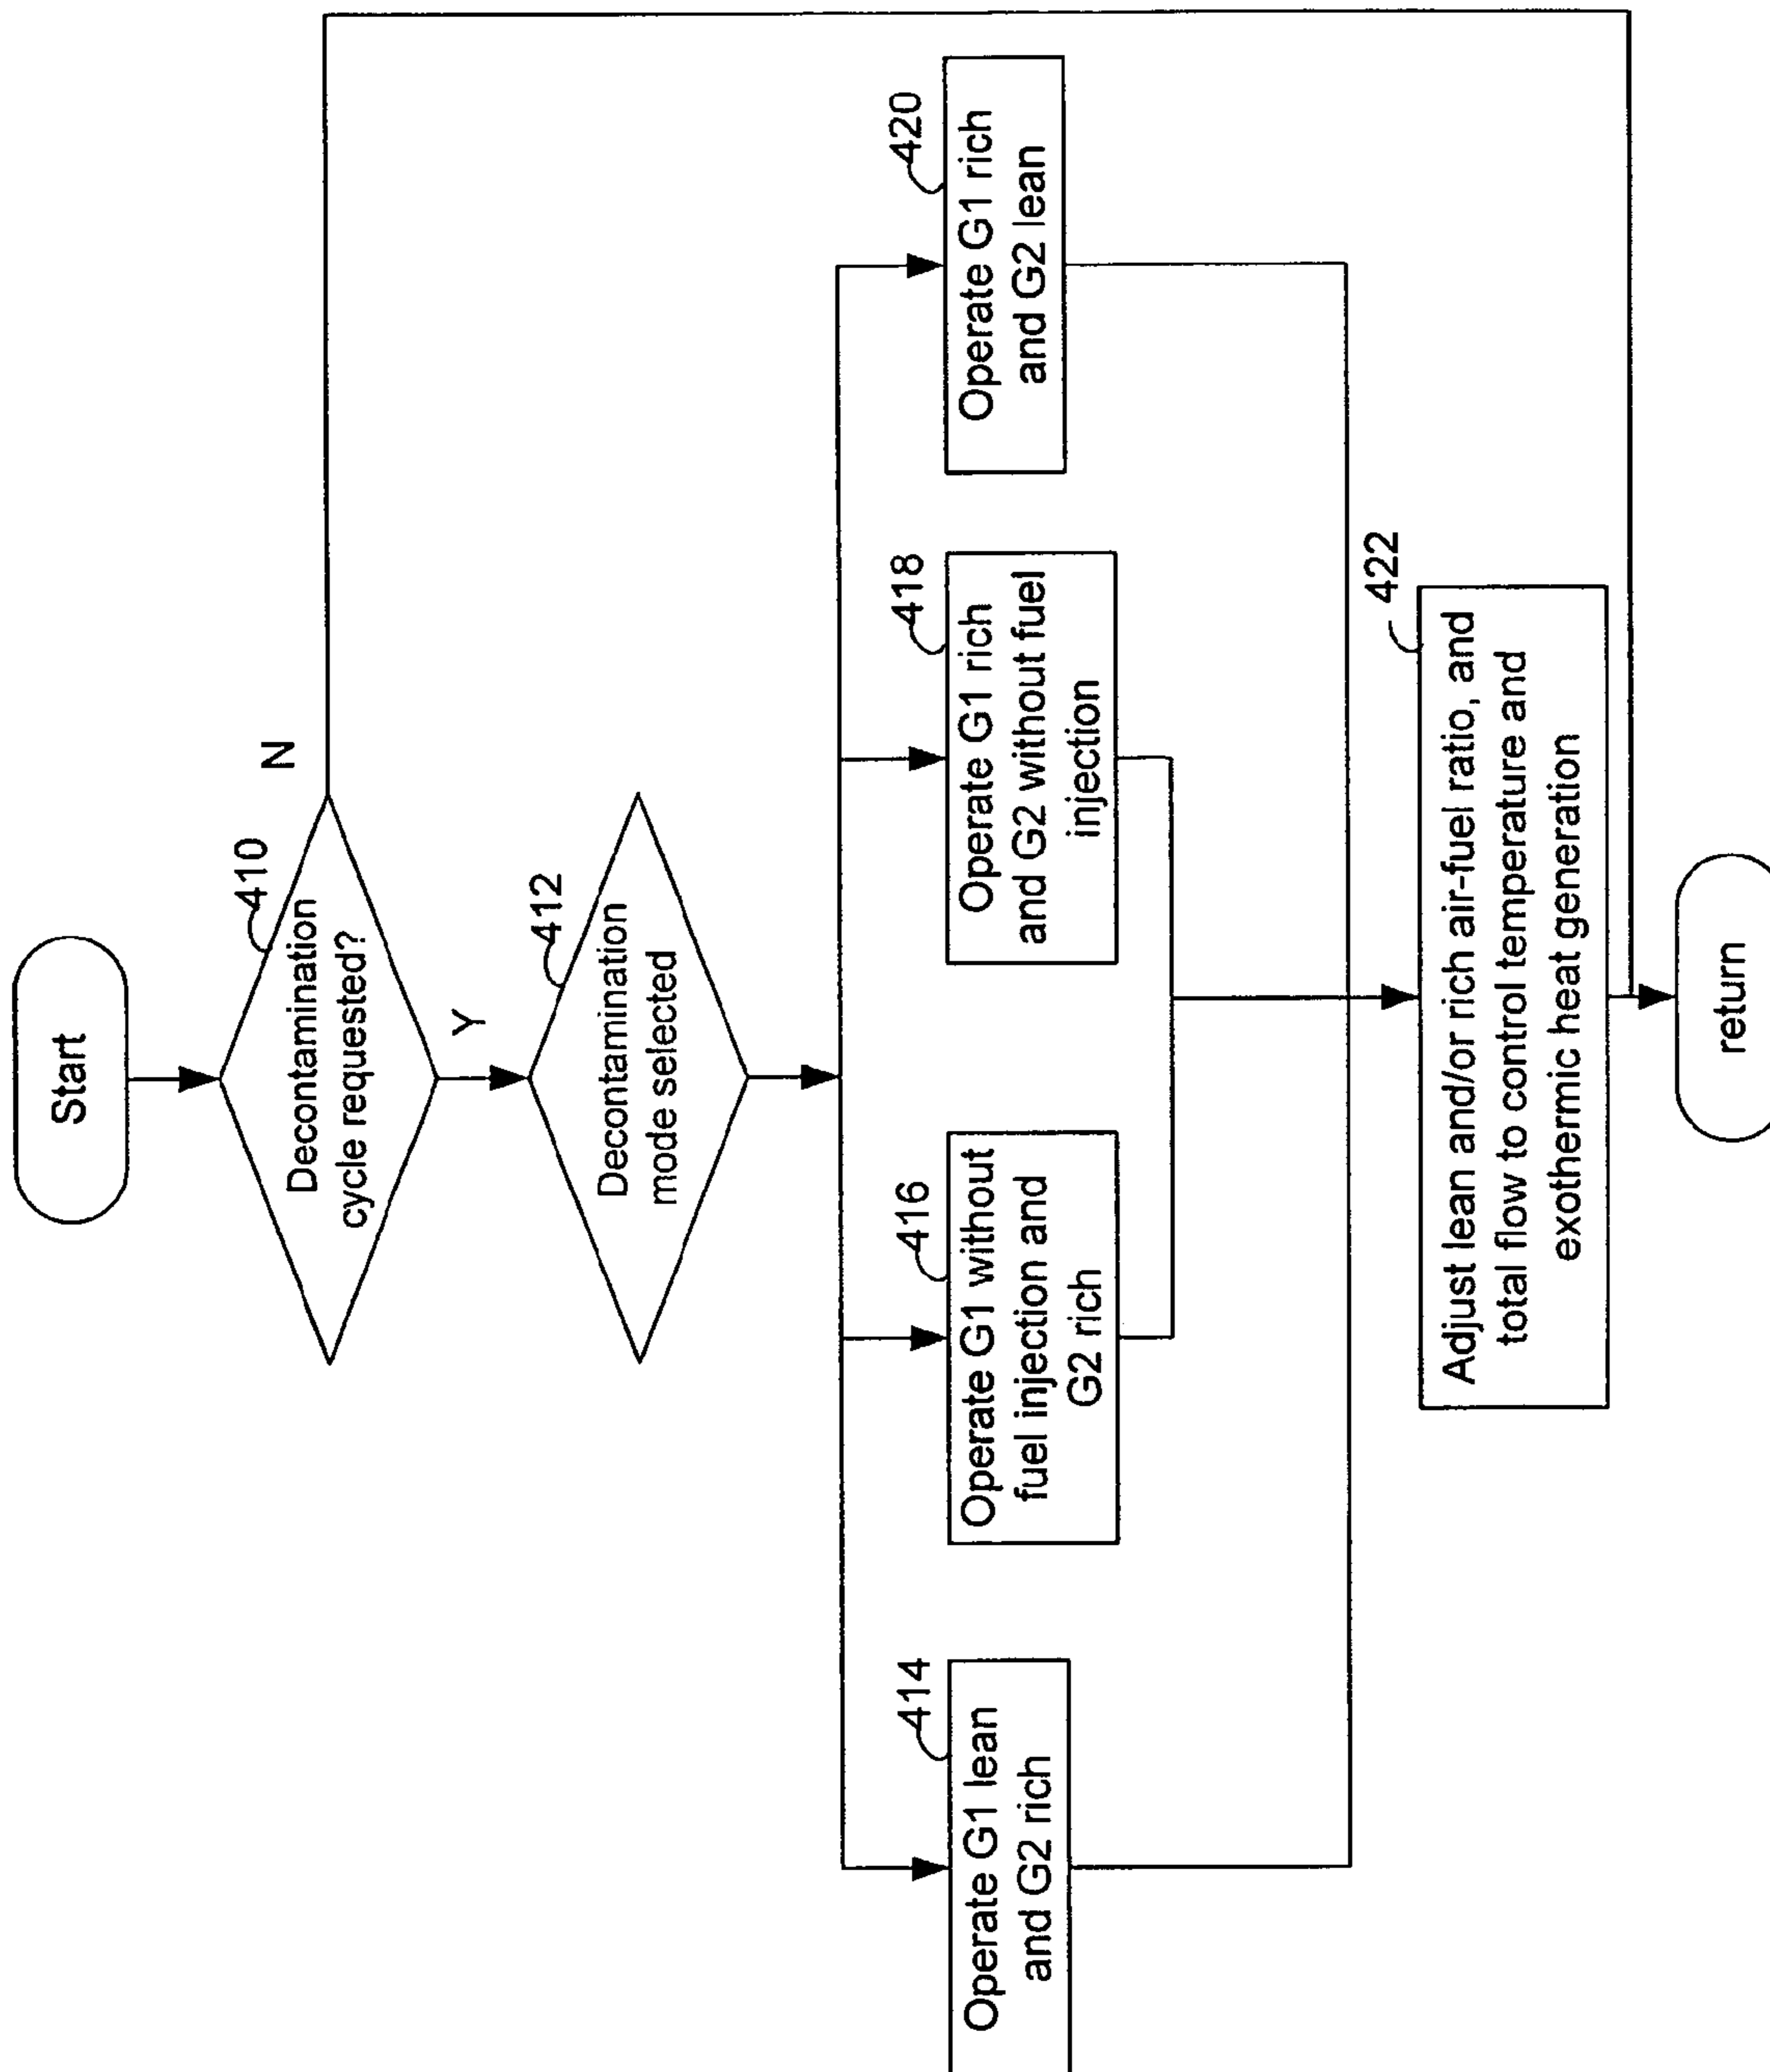 Start
410
Decontamination
cycle requested?
N
Y
412
Decontamination
mode selected
414
Operate G1 lean
and G2 rich
416
Operate G1 without
fuel injection and
G2 rich
418
Operate G1 rich
and G2 without fuel
injection
420
Operate G1 rich
and G2 lean
422
Adjust lean and/or rich air-fuel ratio, and
total flow to control temperature and
exothermic heat generation
return